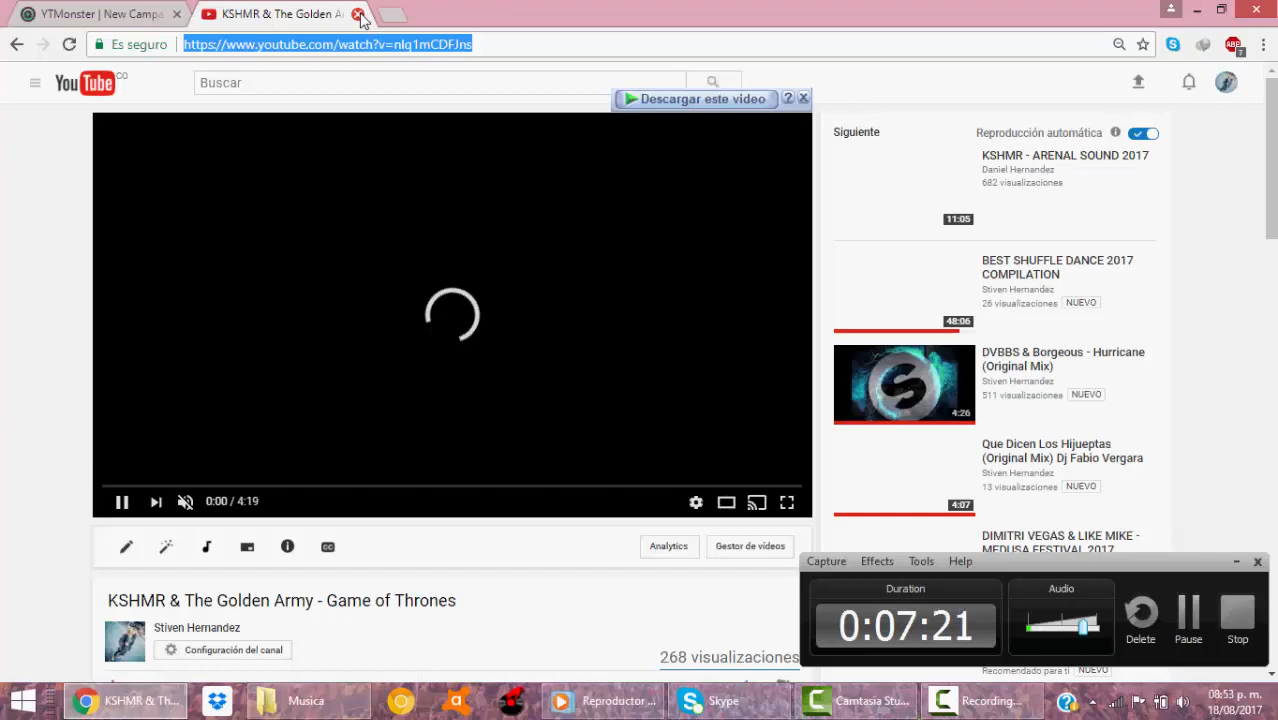 YTMonster | New Campa
KSHMR & The Golden Ar
Es seguro
https://www.youtube.com/watch?v=nlq1mCDFJns
ABP
7
YouTube CO
Buscar
Descargar este video ?
Siguiente
Reproducción automática
KSHMR - ARENAL SOUND 2017
Daniel Hernandez
682 visualizaciones
11:05
BEST SHUFFLE DANCE 2017
COMPILATION
Stiven Hernandez
26 visualizaciones NUEVO
48:06
DVBBS & Borgeous - Hurricane
(Original Mix)
Stiven Hernandez
511 visualizaciones NUEVO
4:26
Que Dicen Los Hijueptas
(Original Mix) Dj Fabio Vergara
Stiven Hernandez
13 visualizaciones NUEVO
4:07
DIMITRI VEGAS & LIKE MIKE -
MEDUSA FESTIVAL 2017
0:00 / 4:19
CC
Analytics
Gestor de vídeos
KSHMR & The Golden Army - Game of Thrones
Stiven Hernandez
Configuración del canal
268 visualizaciones
Capture Effects Tools Help
Duration
0:07:21
Audio
Delete
Pause
Stop
Recomendado para ti NUEVO
KSHMR & Th...
Musica
Reproductor ...
Skype
Camtasia Stu...
Recording...
08:53 p. m.
18/08/2017